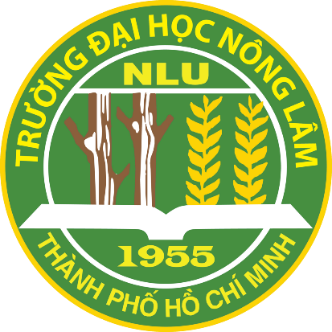 TRƯỜNG ĐẠI HỌC NÔNG LÂM
NLU
1955
THÀNH PHỐ HỒ CHÍ MINH